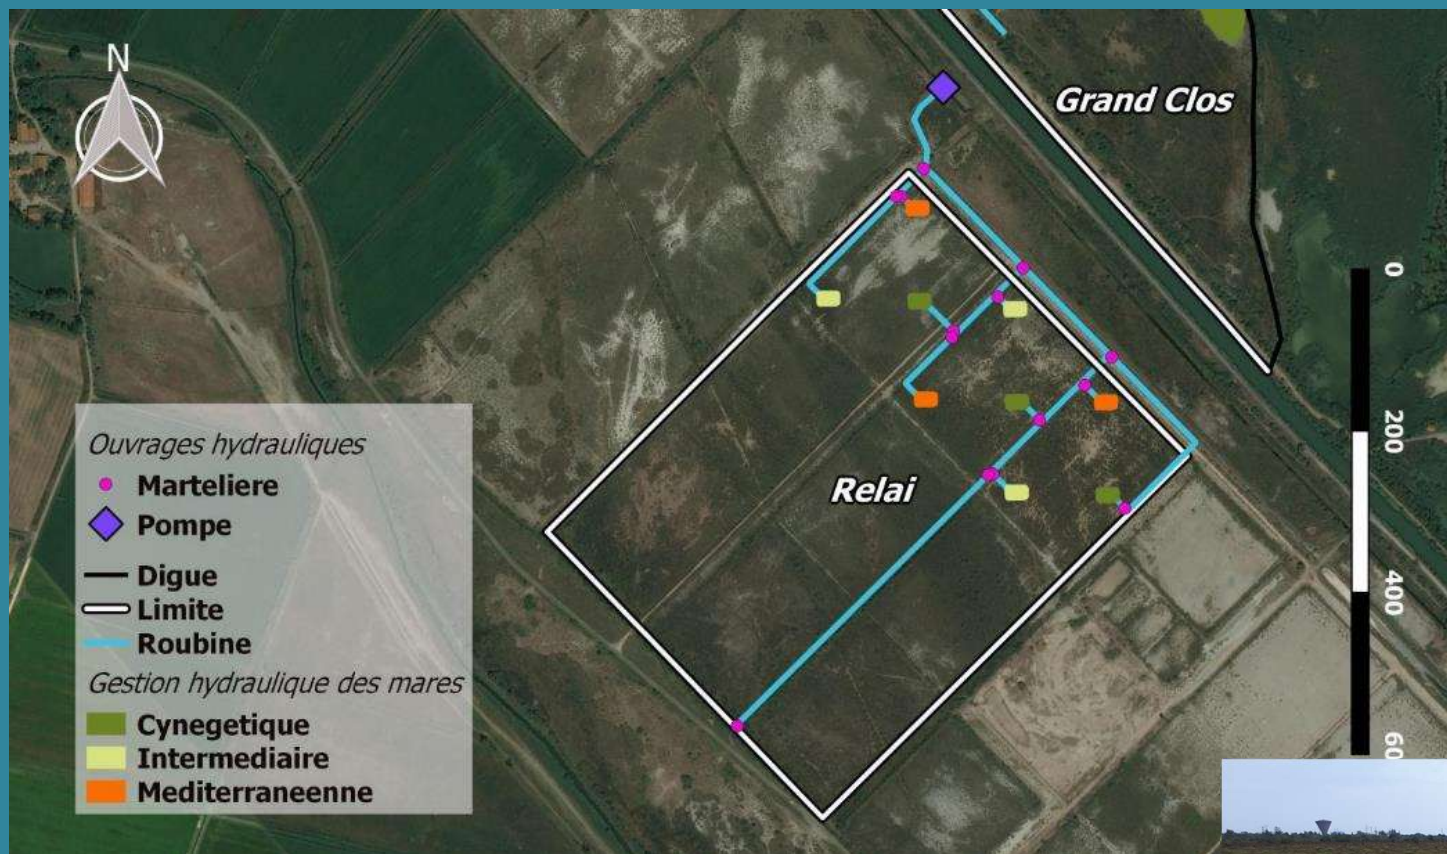 N
Grand Clos
0
200
400
60
Relai
Ouvrages hydrauliques
Marteliere
Pompe
Digue
Limite
Roubine
Gestion hydraulique des mares
Cynegetique
Intermediaire
Mediterraneenne